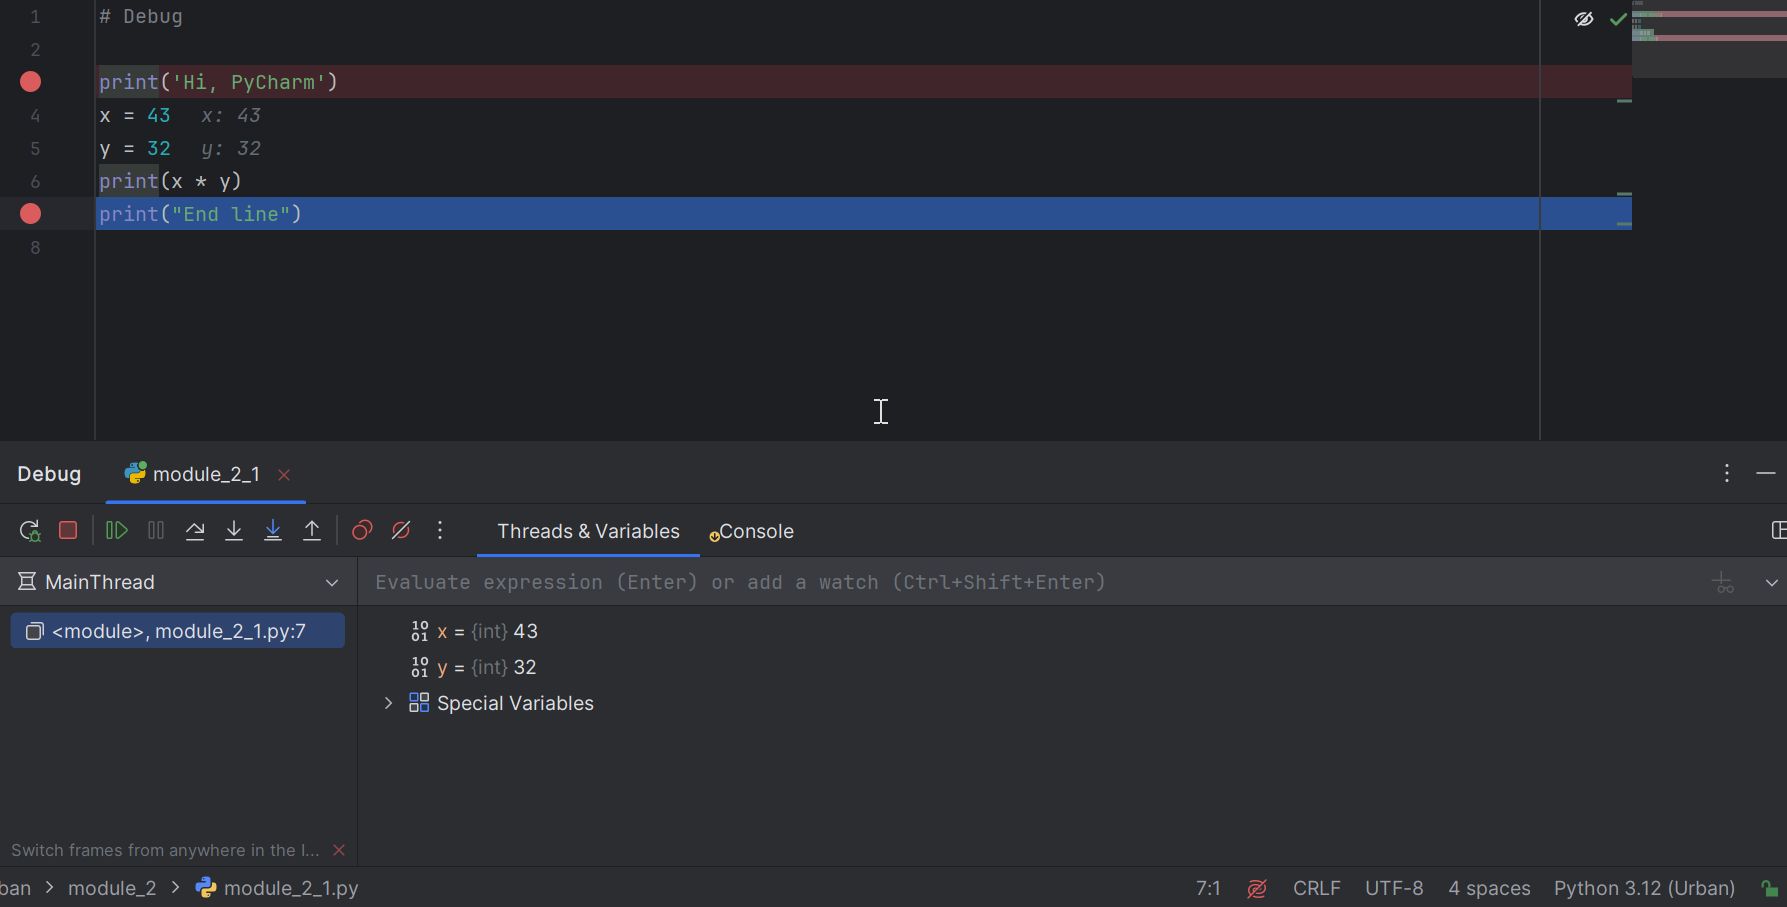 1 # Debug
2
print('Hi, PyCharm')
4 x = 43 x: 43
5 y = 32 y: 32
6 print(x * y)
print("End line")
8
Debug module_2_1
Threads & Variables Console
MainThread Evaluate expression (Enter) or add a watch (Ctrl+Shift+Enter)
<module>, module_2_1.py:7 x = {int} 43
y = {int} 32
Special Variables
Switch frames from anywhere in the I...
ban > module_2 > module_2_1.py 7:1 CRLF UTF-8 4 spaces Python 3.12 (Urban)